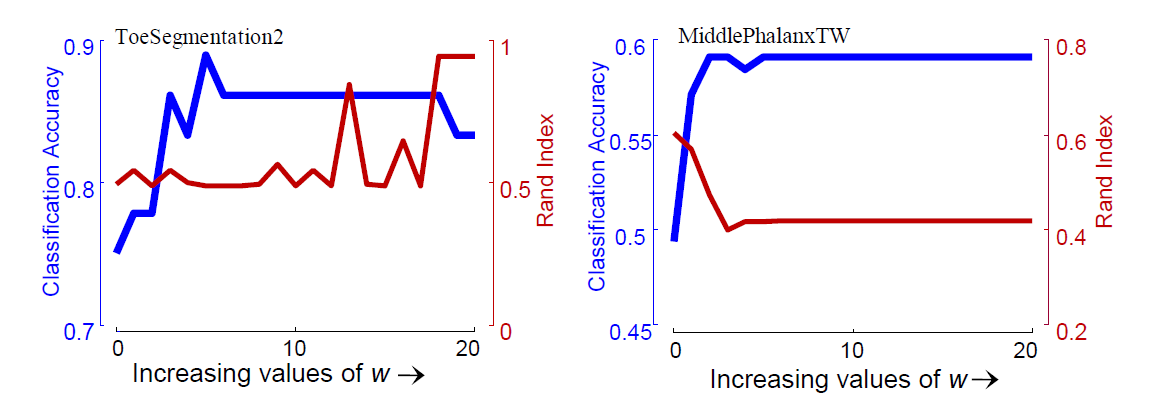 ToeSegmentation2
Classification Accuracy
0.9
0.8
0.7
Rand Index
1
0.5
0
0 10 20
Increasing values of w →
MiddlePhalanxTW
Classification Accuracy
0.6
0.55
0.5
0.45
Rand Index
0.8
0.6
0.4
0.2
0 10 20
Increasing values of w →